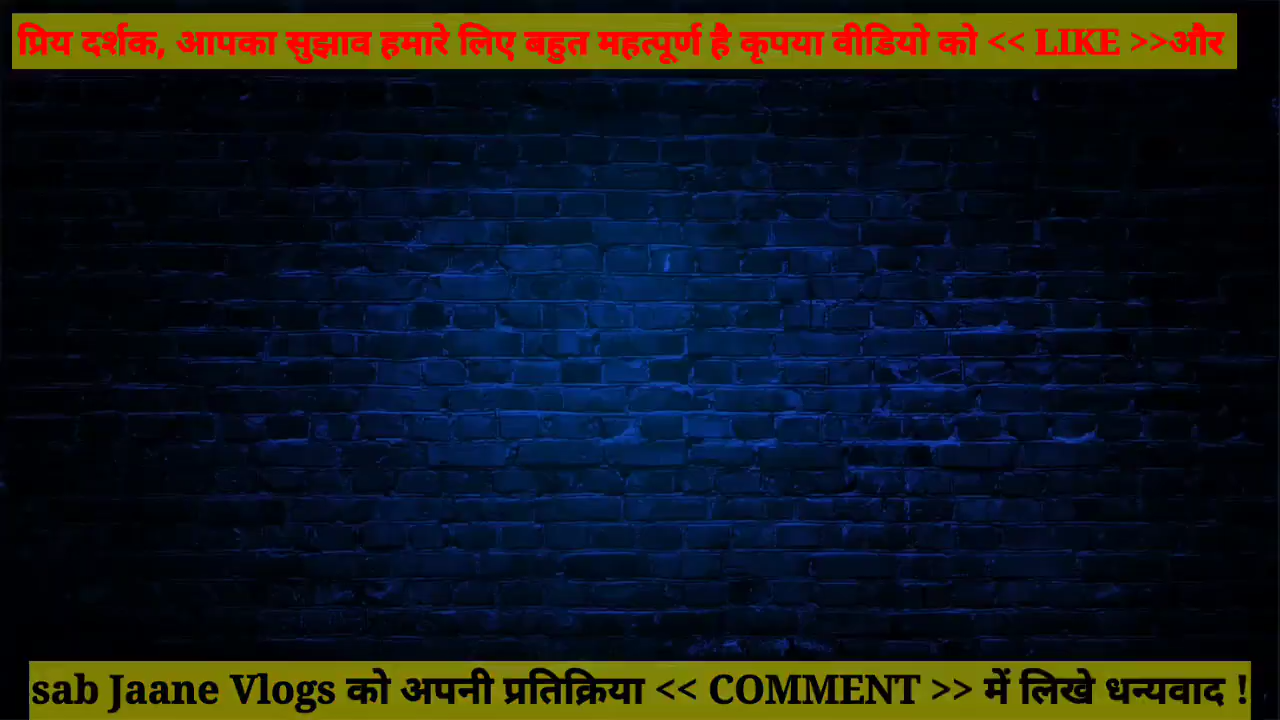 प्रिय दर्शक, आपका सुझाव हमारे लिए बहुत महत्पूर्ण है कृपया वीडियो को << LIKE >>और
sab Jaane Vlogs को अपनी प्रतिक्रिया << COMMENT >> में लिखे धन्यवाद !